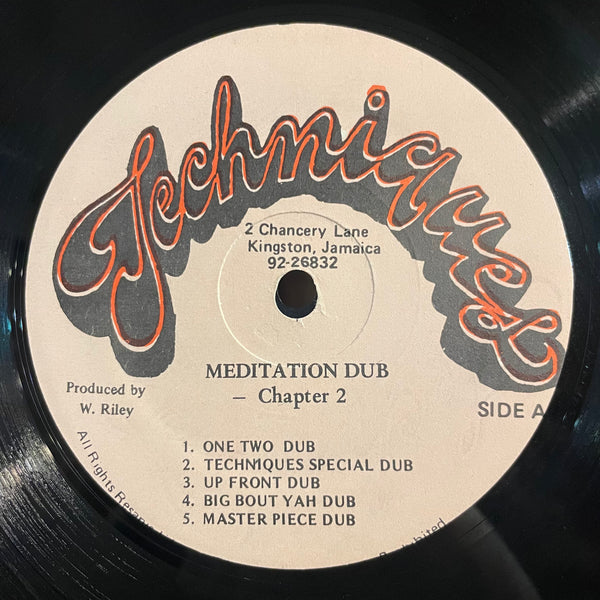 Techniques
2 Chancery Lane
Kingston, Jamaica
92-26832
MEDITATION DUB
– Chapter 2
Produced by
W. Riley
SIDE A
1. ONE TWO DUB
2. TECHNIQUES SPECIAL DUB
3. UP FRONT DUB
4. BIG BOUT YAH DUB
5. MASTER PIECE DUB
All Rights